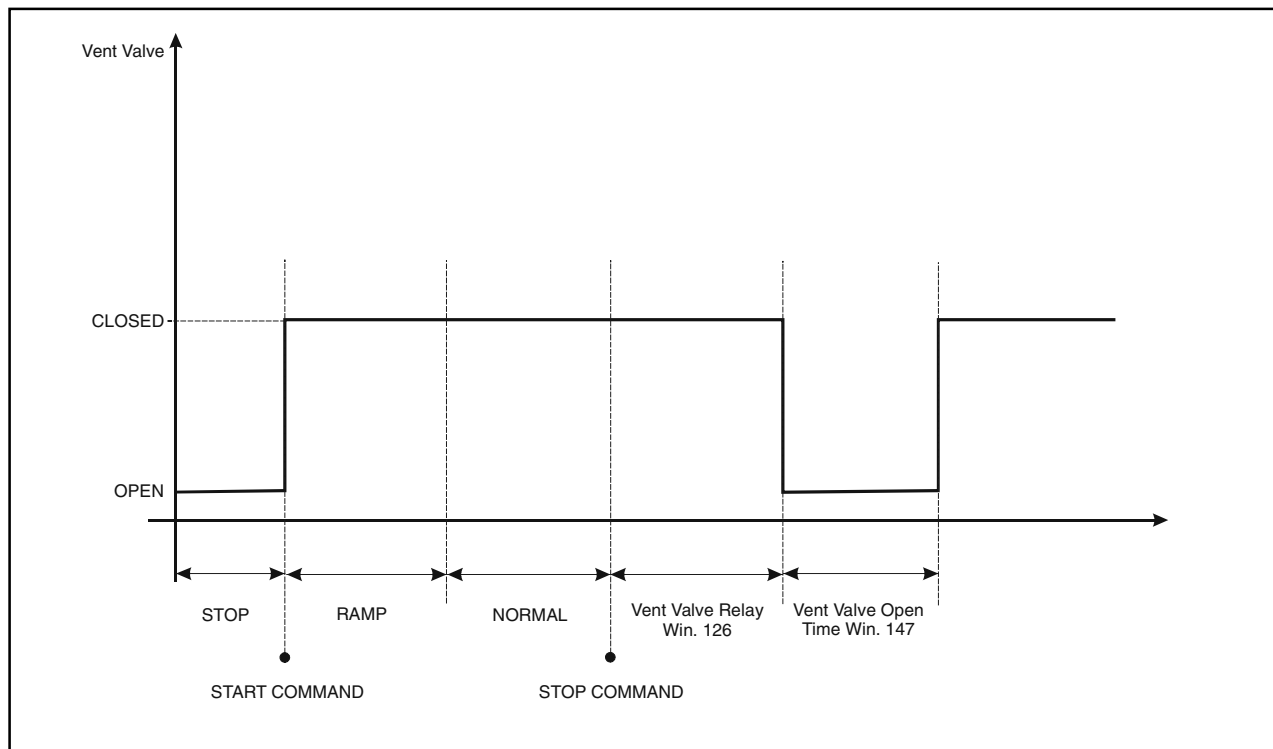 Vent Valve
CLOSED
OPEN
STOP
RAMP
NORMAL
Vent Valve Relay
Win. 126
Vent Valve Open
Time Win. 147
START COMMAND
STOP COMMAND